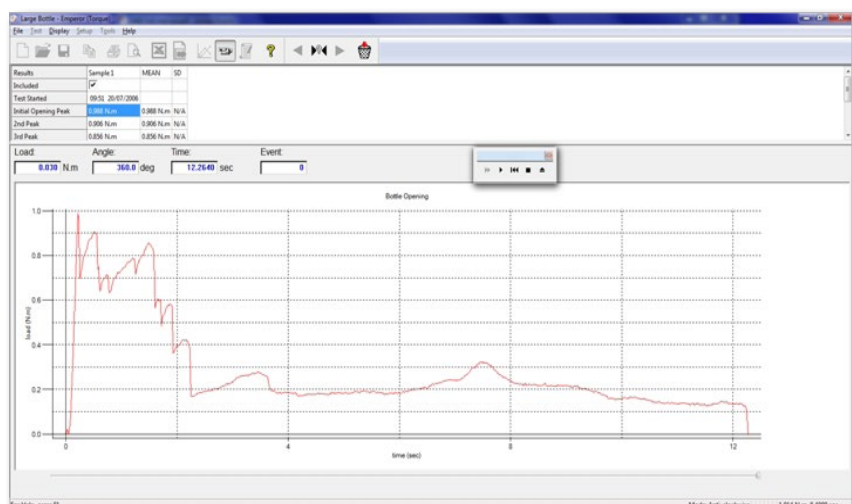 Large Bottle - Emperor (Torque)
File Test Display Setup Tools Help
Results Sample 1 MEAN SD
Included
Test Started 09:51 20/07/2006
Initial Opening Peak 0.988 N.m 0.988 N.m N/A
2nd Peak 0.906 N.m 0.906 N.m N/A
3rd Peak 0.856 N.m 0.856 N.m N/A
Load: Angle: Time: Event:
0.030 N.m 360.0 deg 12.2640 sec 0
Bottle Opening
1.0
0.8
0.6
load (N.m)
0.4
0.2
0.0
0 4 8 12
time (sec)